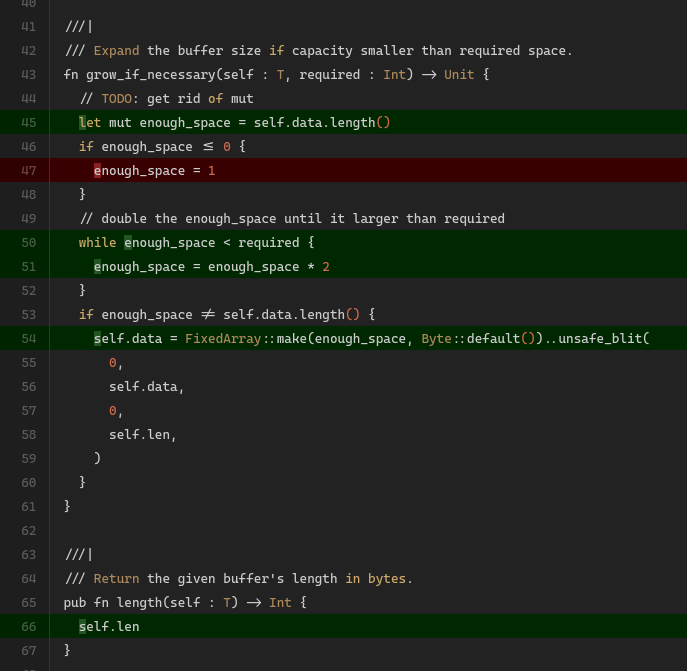 40
41 ///|
42 /// Expand the buffer size if capacity smaller than required space.
43 fn grow_if_necessary(self : T, required : Int) -> Unit {
44   // TODO: get rid of mut
45   let mut enough_space = self.data.length()
46   if enough_space <= 0 {
47     enough_space = 1
48   }
49   // double the enough_space until it larger than required
50   while enough_space < required {
51     enough_space = enough_space * 2
52   }
53   if enough_space != self.data.length() {
54     self.data = FixedArray::make(enough_space, Byte::default())..unsafe_blit(
55       0,
56       self.data,
57       0,
58       self.len,
59     )
60   }
61 }
62
63 ///|
64 /// Return the given buffer's length in bytes.
65 pub fn length(self : T) -> Int {
66   self.len
67 }